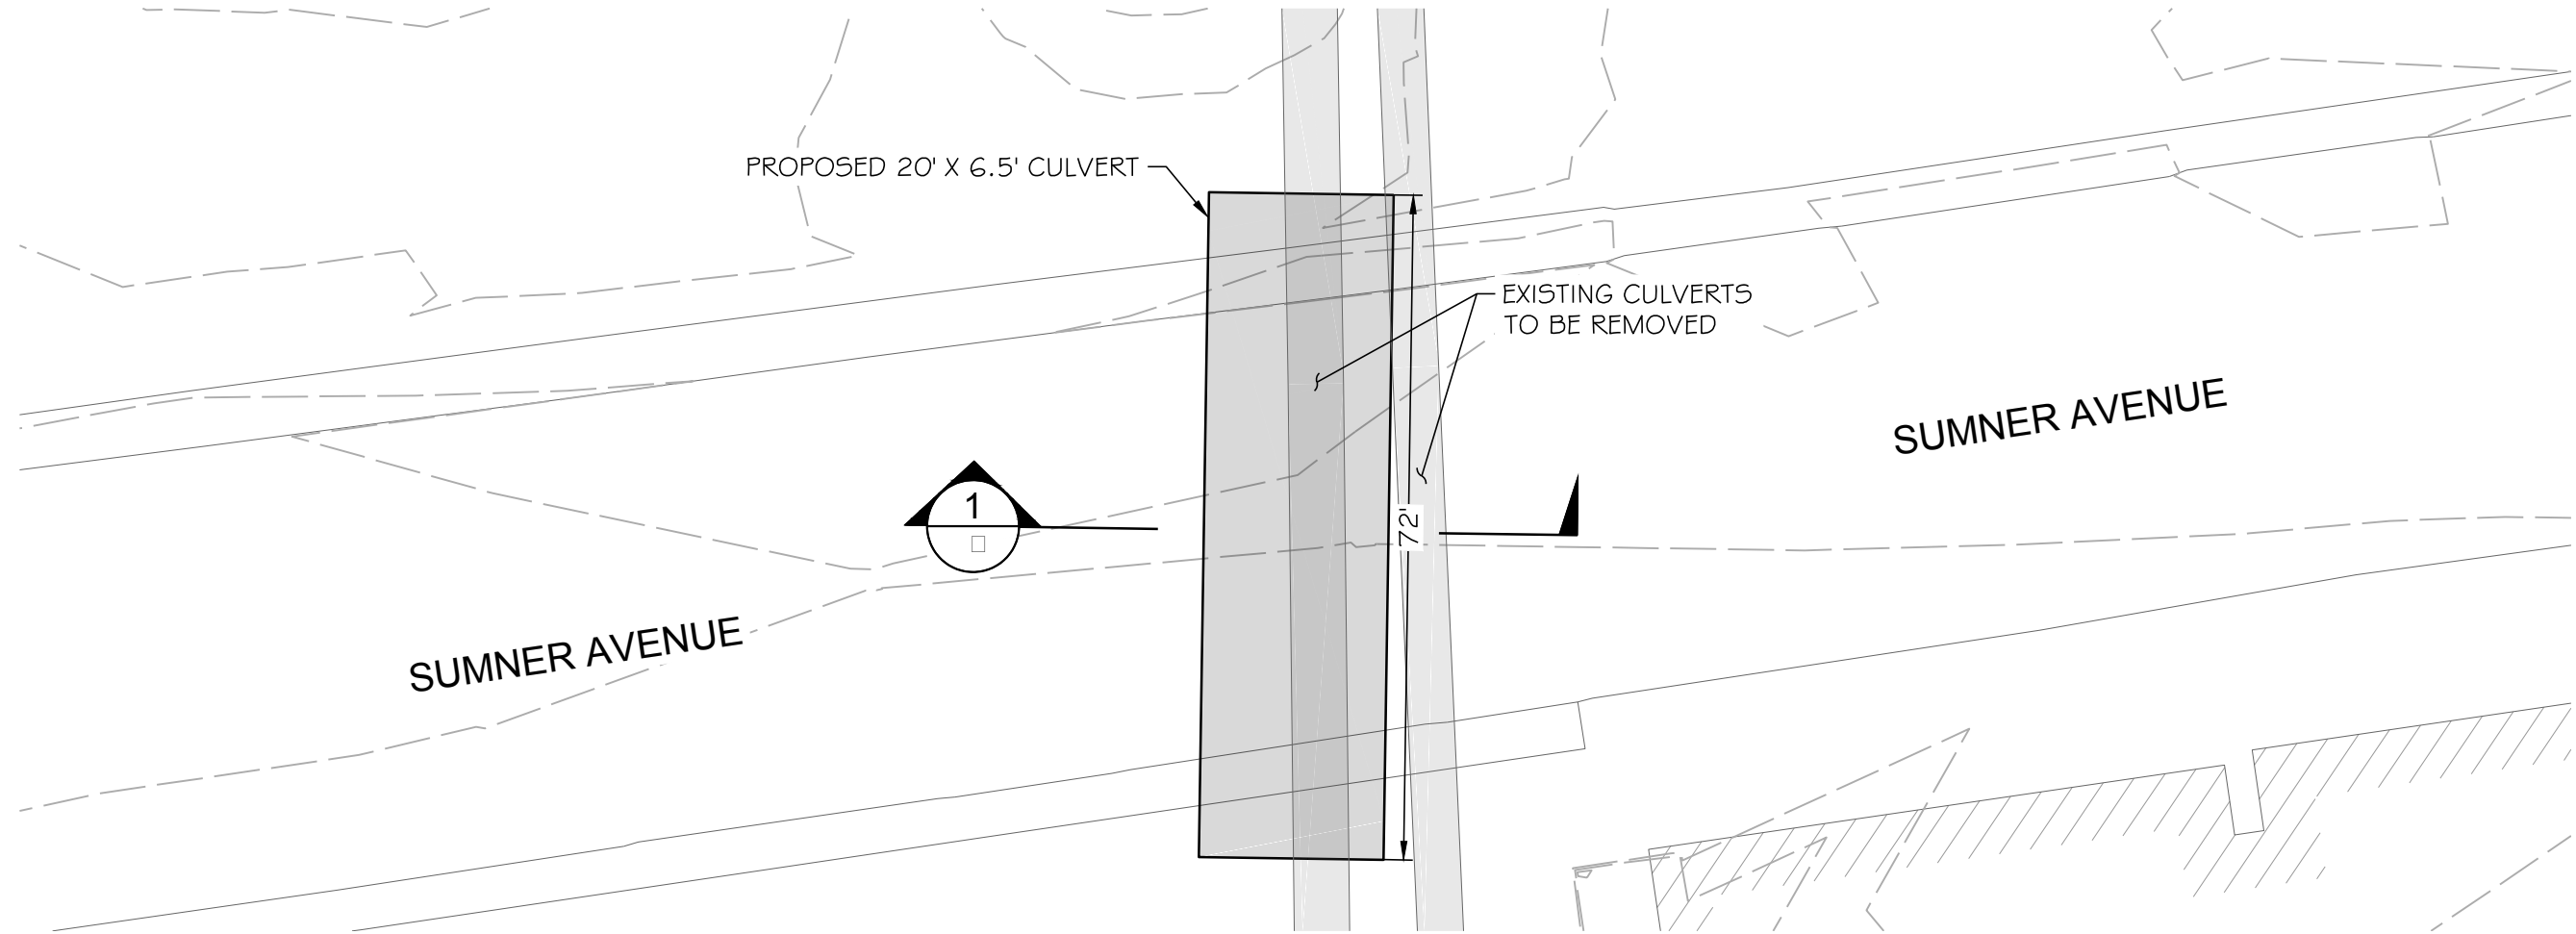 PROPOSED 20' X 6.5' CULVERT
EXISTING CULVERTS
TO BE REMOVED
SUMNER AVENUE
1
72'
SUMNER AVENUE